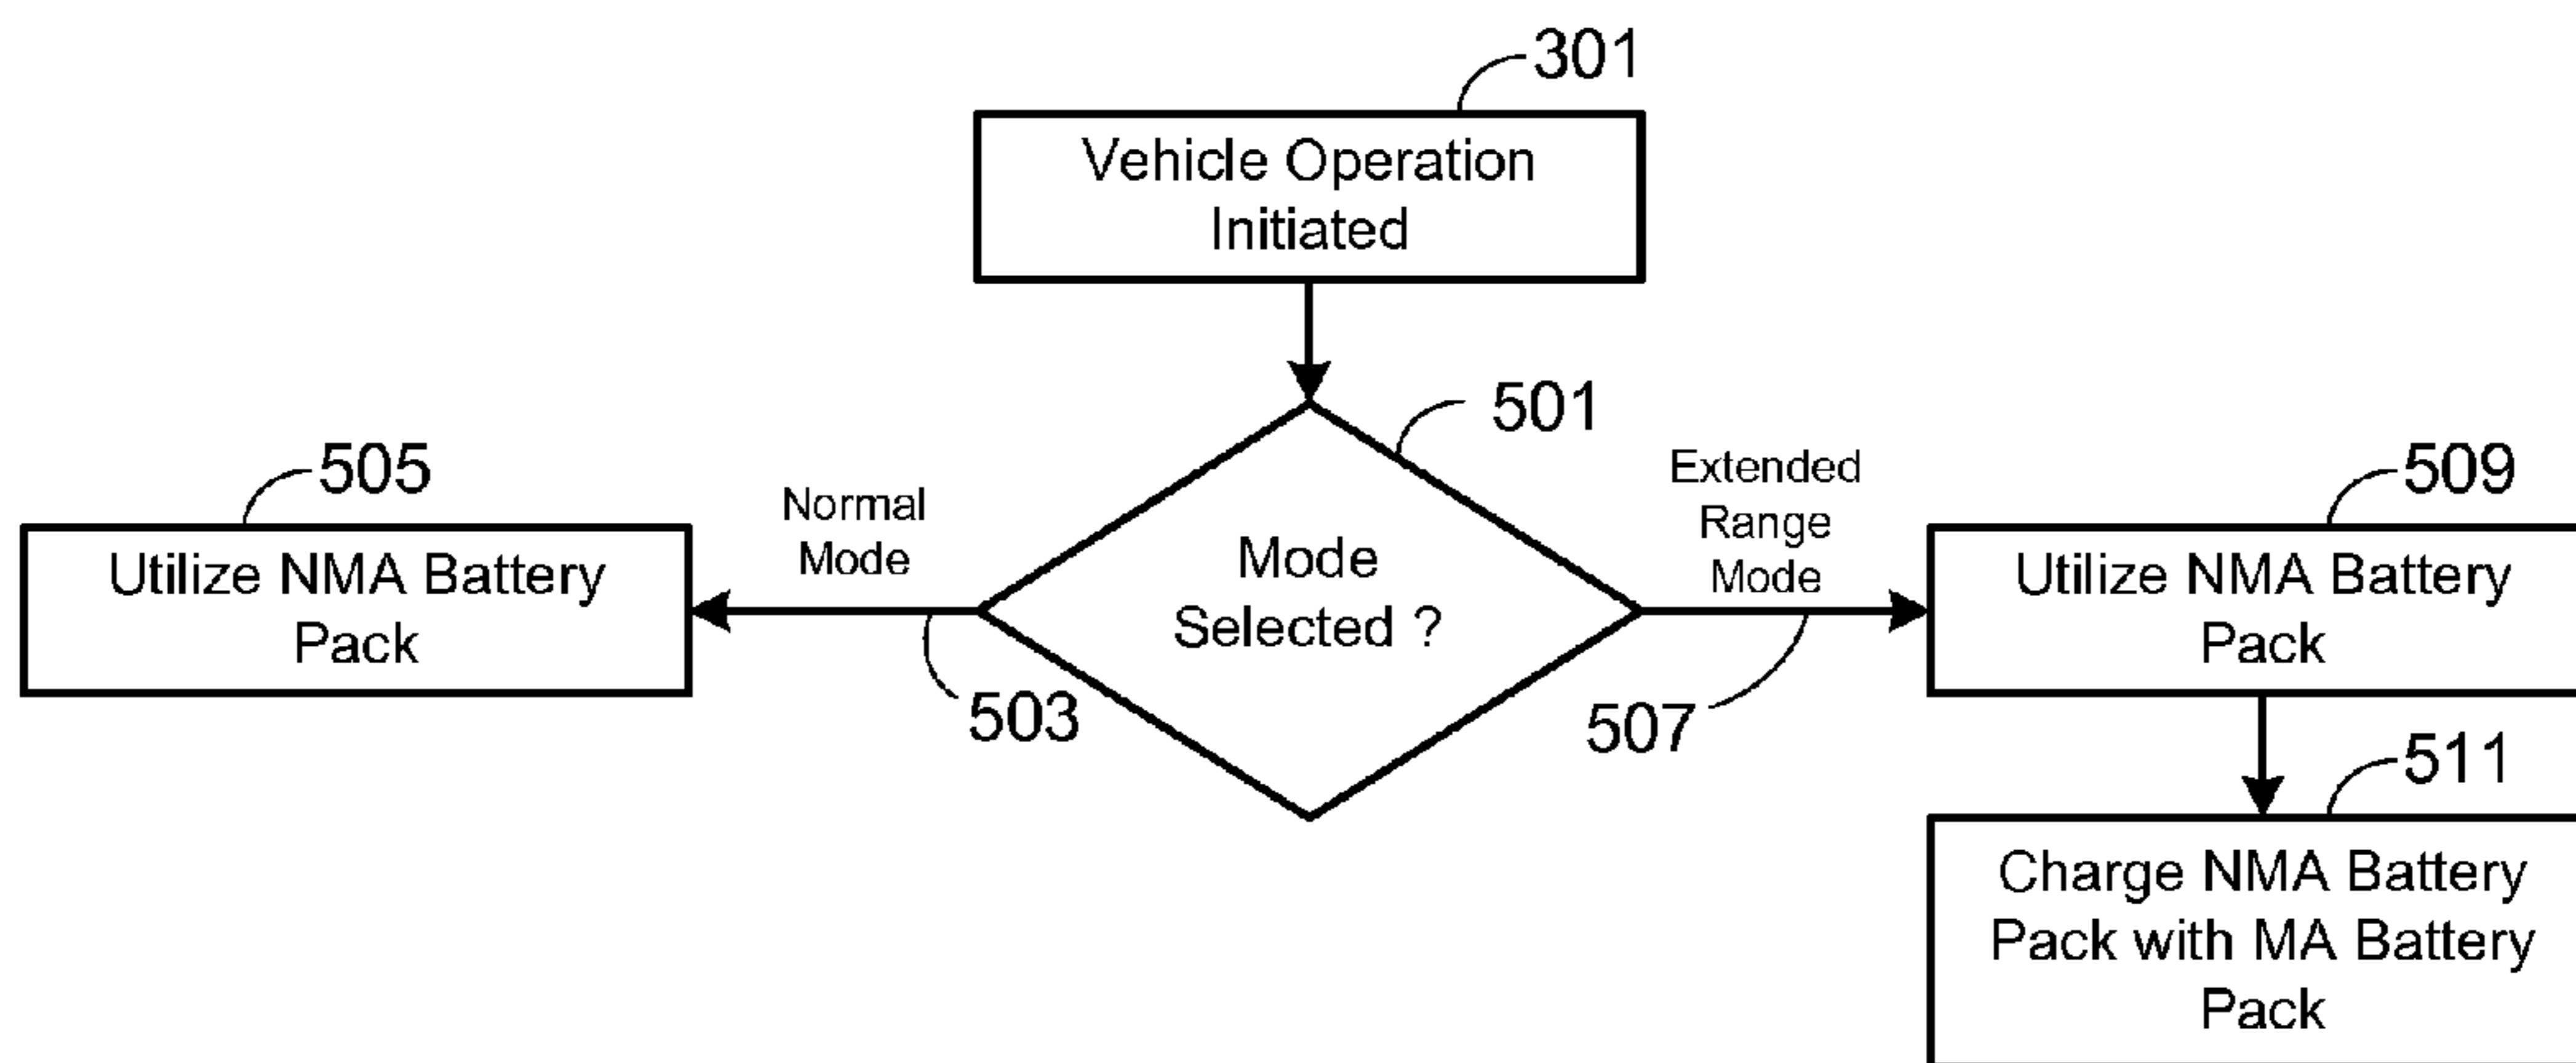 301
Vehicle Operation
Initiated
501
Mode
Selected ?
Normal
Mode
503
505
Utilize NMA Battery
Pack
Extended
Range
Mode
507
509
Utilize NMA Battery
Pack
511
Charge NMA Battery
Pack with MA Battery
Pack